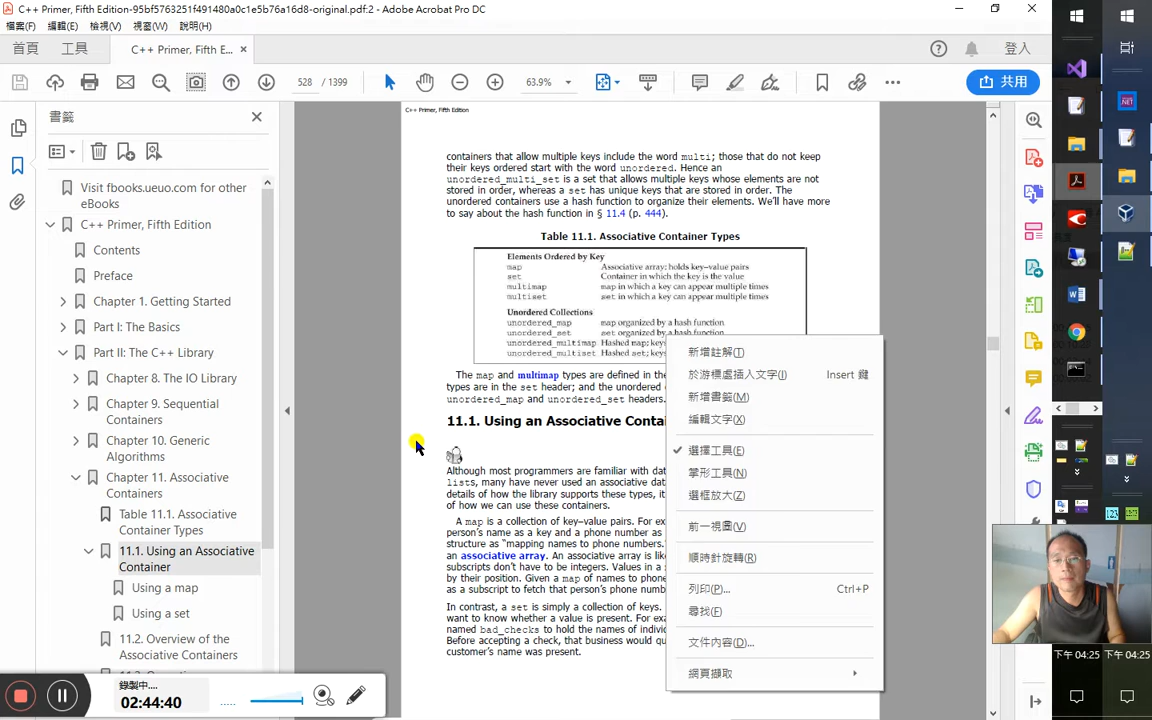 C++ Primer, Fifth Edition-95bf5763251f491480a0c1e5b76a16d8-original.pdf:2 - Adobe Acrobat Pro DC
檔案(F) 編輯(E) 檢視(V) 視窗(W) 說明(H)
首頁 工具 C++ Primer, Fifth E... × 登入
528 / 1399 63.9% 共用
書籤
Visit fbooks.ueuo.com for other
eBooks
C++ Primer, Fifth Edition
Contents
Preface
Chapter 1. Getting Started
Part I: The Basics
Part II: The C++ Library
Chapter 8. The IO Library
Chapter 9. Sequential
Containers
Chapter 10. Generic
Algorithms
Chapter 11. Associative
Containers
Table 11.1. Associative
Container Types
11.1. Using an Associative
Container
Using a map
Using a set
11.2. Overview of the
Associative Containers
C++ Primer, Fifth Edition
containers that allow multiple keys include the word multi; those that do not keep
their keys ordered start with the word unordered. Hence an
unordered_multi_set is a set that allows multiple keys whose elements are not
stored in order, whereas a set has unique keys that are stored in order. The
unordered containers use a hash function to organize their elements. We'll have more
to say about the hash function in § 11.4 (p. 444).
Table 11.1. Associative Container Types
Elements Ordered by Key
map Associative array; holds key–value pairs
set Container in which the key is the value
multimap map in which a key can appear multiple times
multiset set in which a key can appear multiple times
Unordered Collections
unordered_map map organized by a hash function
unordered_set set organized by a hash function
unordered_multimap Hashed map; keys
unordered_multiset Hashed set; keys
The map and multimap types are defined in the
types are in the set header; and the unordered
unordered_map and unordered_set headers.
11.1. Using an Associative Contai
Although most programmers are familiar with dat
lists, many have never used an associative data
details of how the library supports these types, it
of how we can use these containers.
A map is a collection of key–value pairs. For ex
person's name as a key and a phone number as
structure as "mapping names to phone numbers."
an associative array. An associative array is lik
subscripts don't have to be integers. Values in a
by their position. Given a map of names to phone
as a subscript to fetch that person's phone numb
In contrast, a set is simply a collection of keys.
want to know whether a value is present. For exam
named bad_checks to hold the names of individ
Before accepting a check, that business would qu
customer's name was present.
新增註解(T)
於游標處插入文字(I) Insert 鍵
新增書籤(M)
編輯文字(X)
選擇工具(E)
掌形工具(N)
選框放大(Z)
前一視圖(V)
順時針旋轉(R)
列印(P)... Ctrl+P
尋找(F)
文件內容(D)...
網頁擷取
錄製中....
02:44:40
下午 04:25 下午 04:25